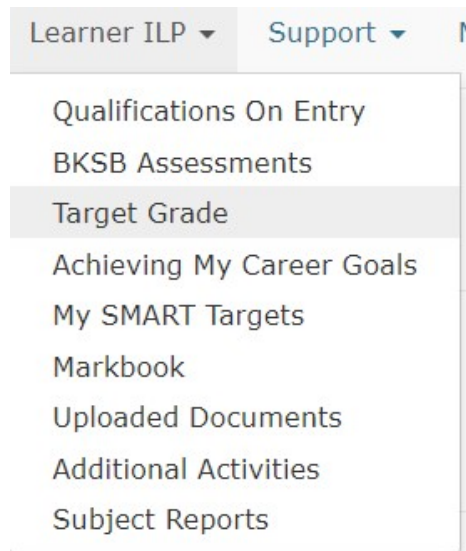 Learner ILP Support
Qualifications On Entry
BKSB Assessments
Target Grade
Achieving My Career Goals
My SMART Targets
Markbook
Uploaded Documents
Additional Activities
Subject Reports